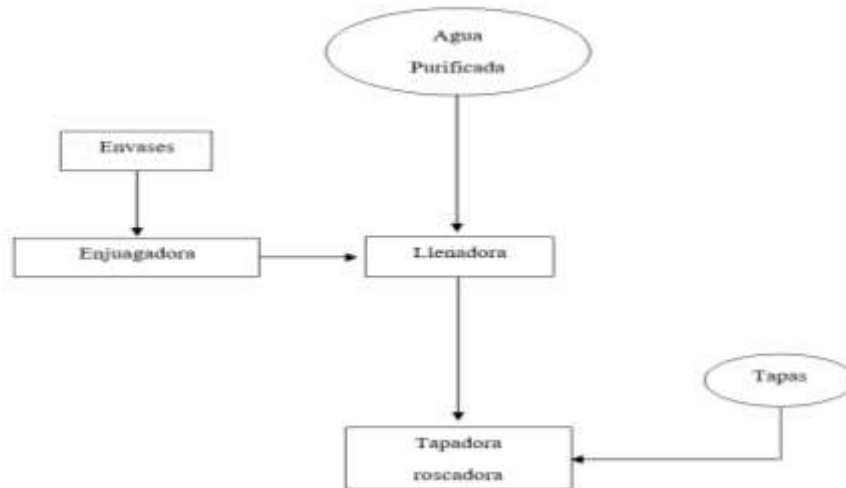 Agua
Purificada
Envases
Enjuagadora
Llenadora
Tapas
Tapadora
roscadora